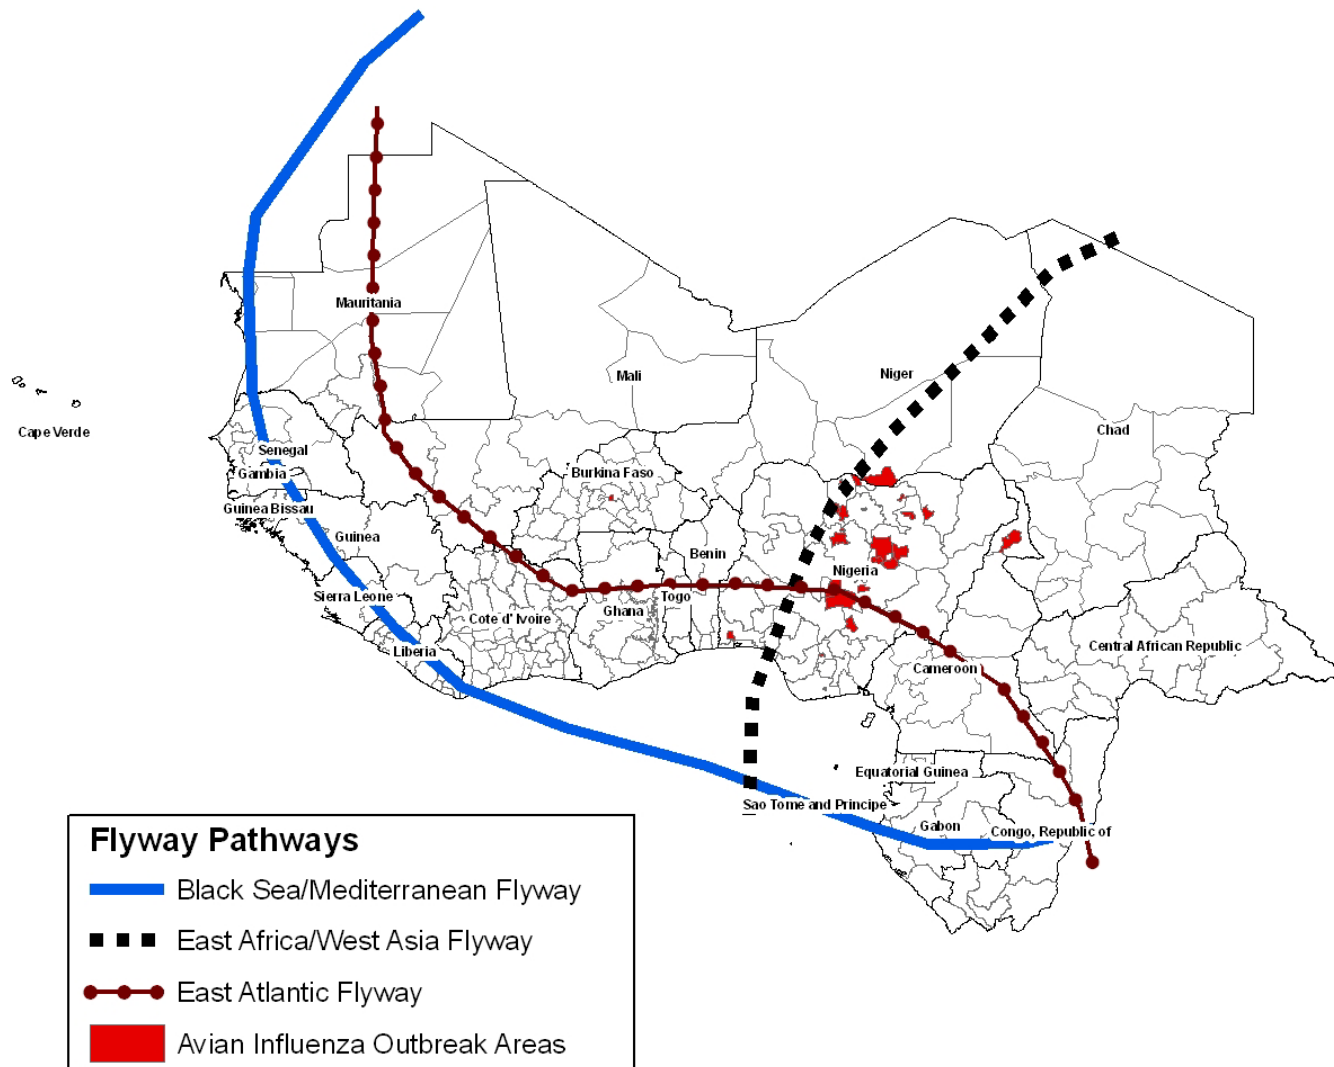 Mauritania
Mali
Niger
Chad
Cape Verde
Senegal
Gambia
Burkina Faso
Guinea Bissau
Guinea
Benin
Nigeria
Sierra Leone
Togo
Ghana
Cote d' Ivoire
Liberia
Central African Republic
Cameroon
Equatorial Guinea
Sao Tome and Principe
Gabon
Congo, Republic of
Flyway Pathways
Black Sea/Mediterranean Flyway
East Africa/West Asia Flyway
East Atlantic Flyway
Avian Influenza Outbreak Areas